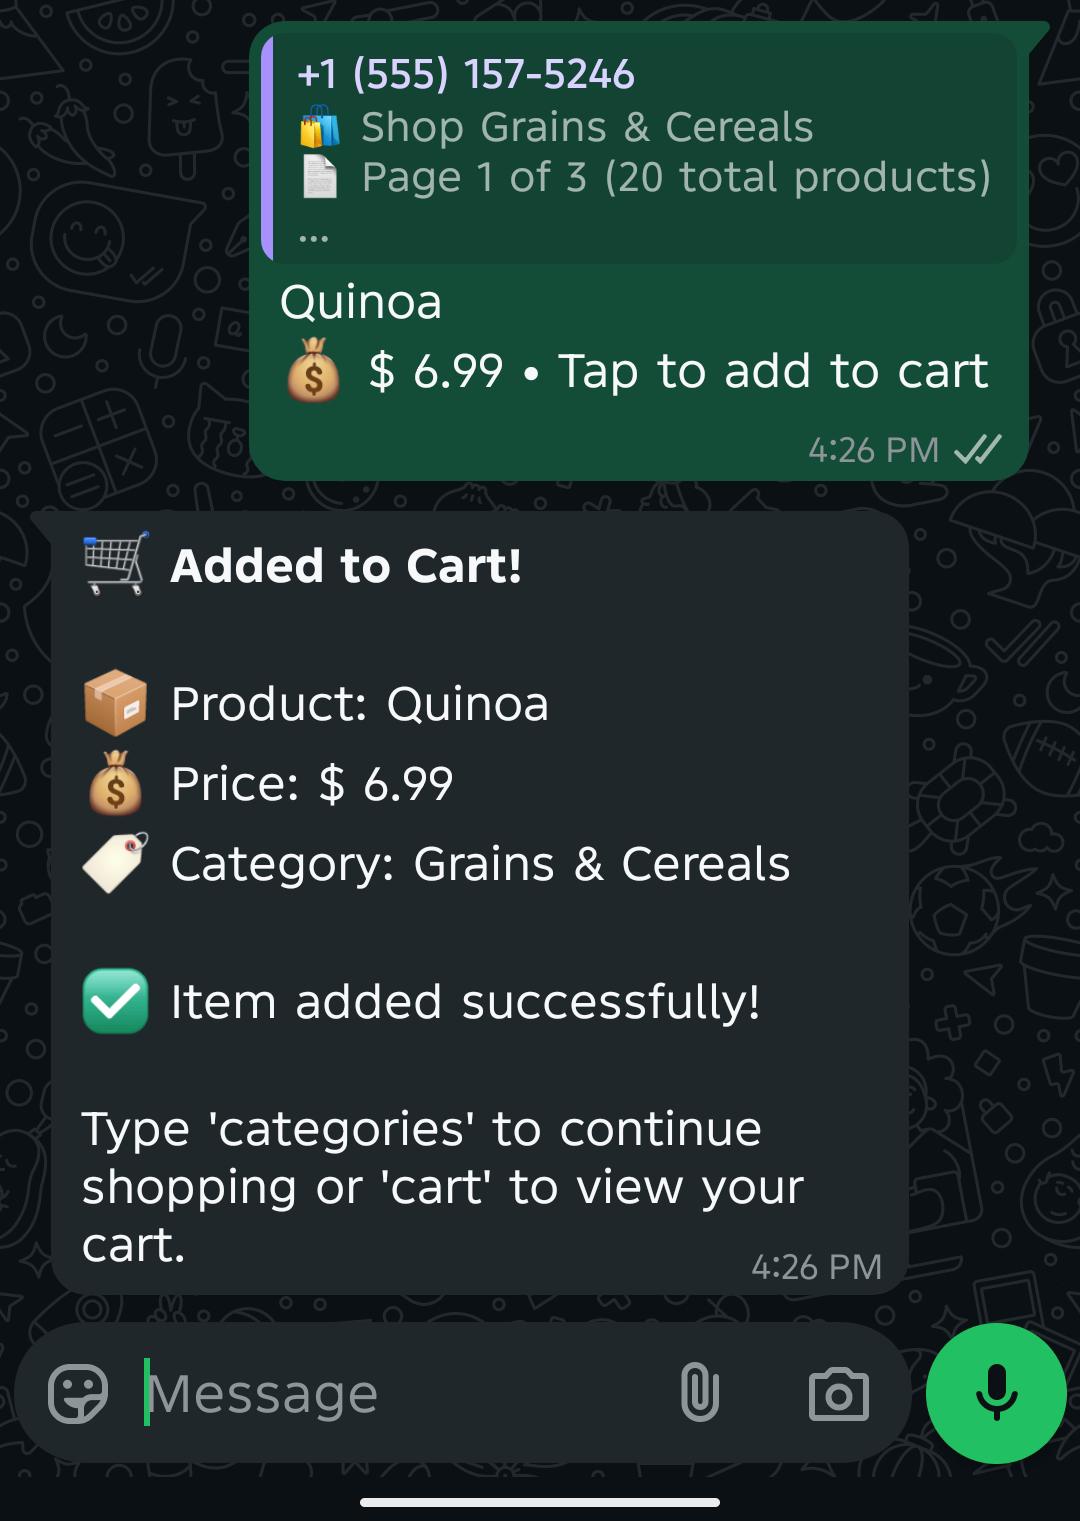 +1 (555) 157-5246
🛍️ Shop Grains & Cereals
📄 Page 1 of 3 (20 total products)
...
Quinoa
💰 $ 6.99 • Tap to add to cart
4:26 PM
🛒 Added to Cart!
📦 Product: Quinoa
💰 Price: $ 6.99
🏷️ Category: Grains & Cereals
✅ Item added successfully!
Type 'categories' to continue
shopping or 'cart' to view your
cart.
4:26 PM
Message